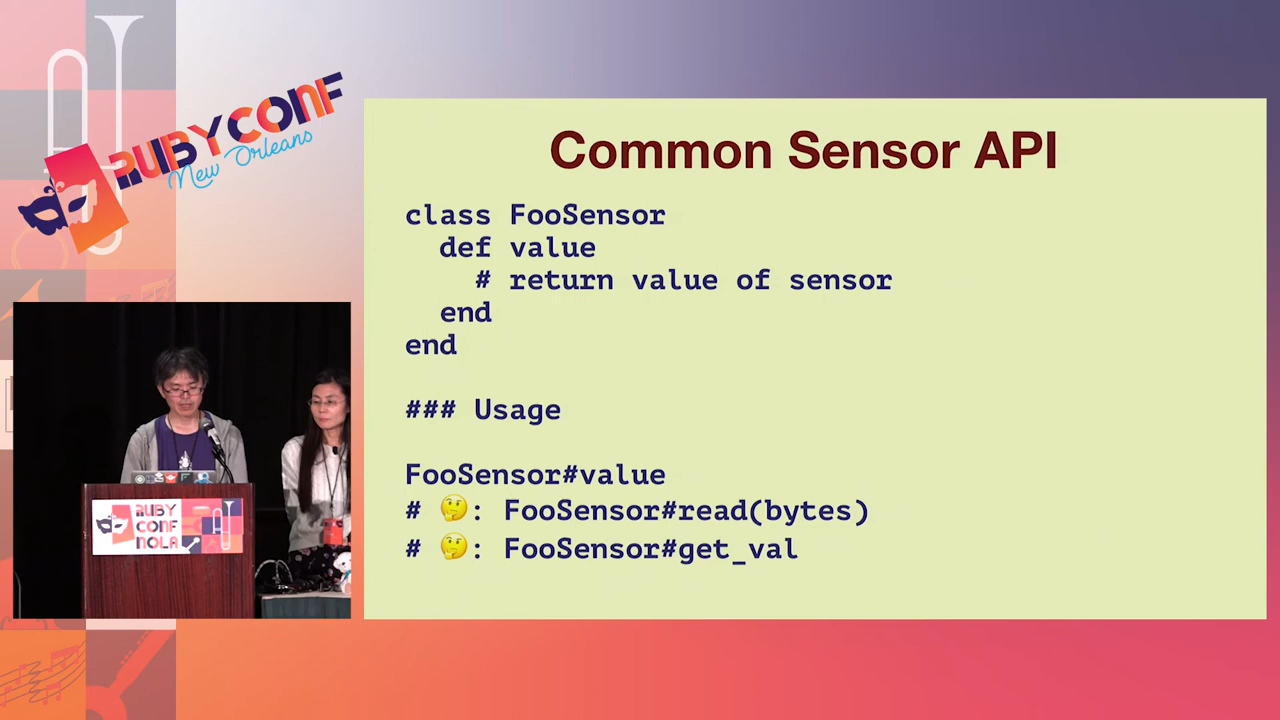 RUBYCONF
New Orleans
Common Sensor API
class FooSensor
  def value
    # return value of sensor
  end
end
### Usage
FooSensor#value
# 🤔: FooSensor#read(bytes)
# 🤔: FooSensor#get_val
RUBY
CONF
NOLA